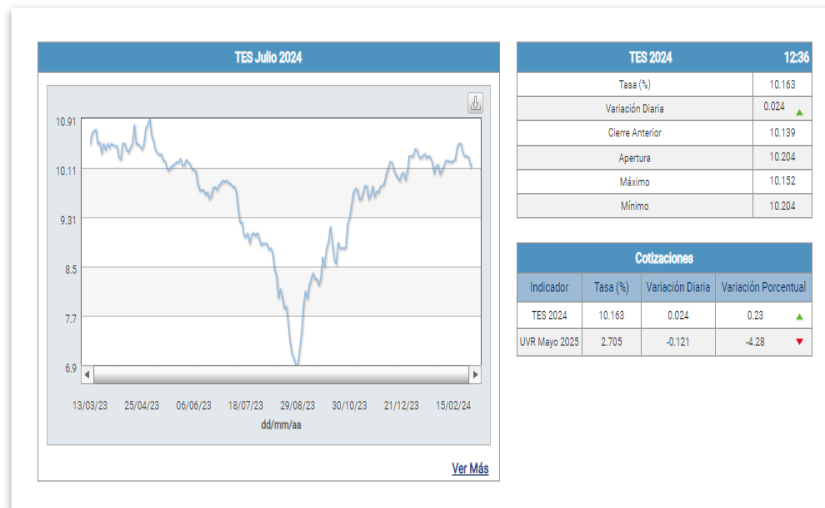 TES Julio 2024
10.91
10.11
9.31
8.5
7.7
6.9
13/03/23 25/04/23 06/06/23 18/07/23 29/08/23 30/10/23 21/12/23 15/02/24
dd/mm/aa
Ver Más
TES 2024 12:36
Tasa (%) 10.163
Variación Diaria 0.024
Cierre Anterior 10.139
Apertura 10.204
Máximo 10.152
Mínimo 10.204
Cotizaciones
Indicador Tasa (%) Variación Diaria Variación Porcentual
TES 2024 10.163 0.024 0.23
UVR Mayo 2025 2.705 -0.121 -4.28